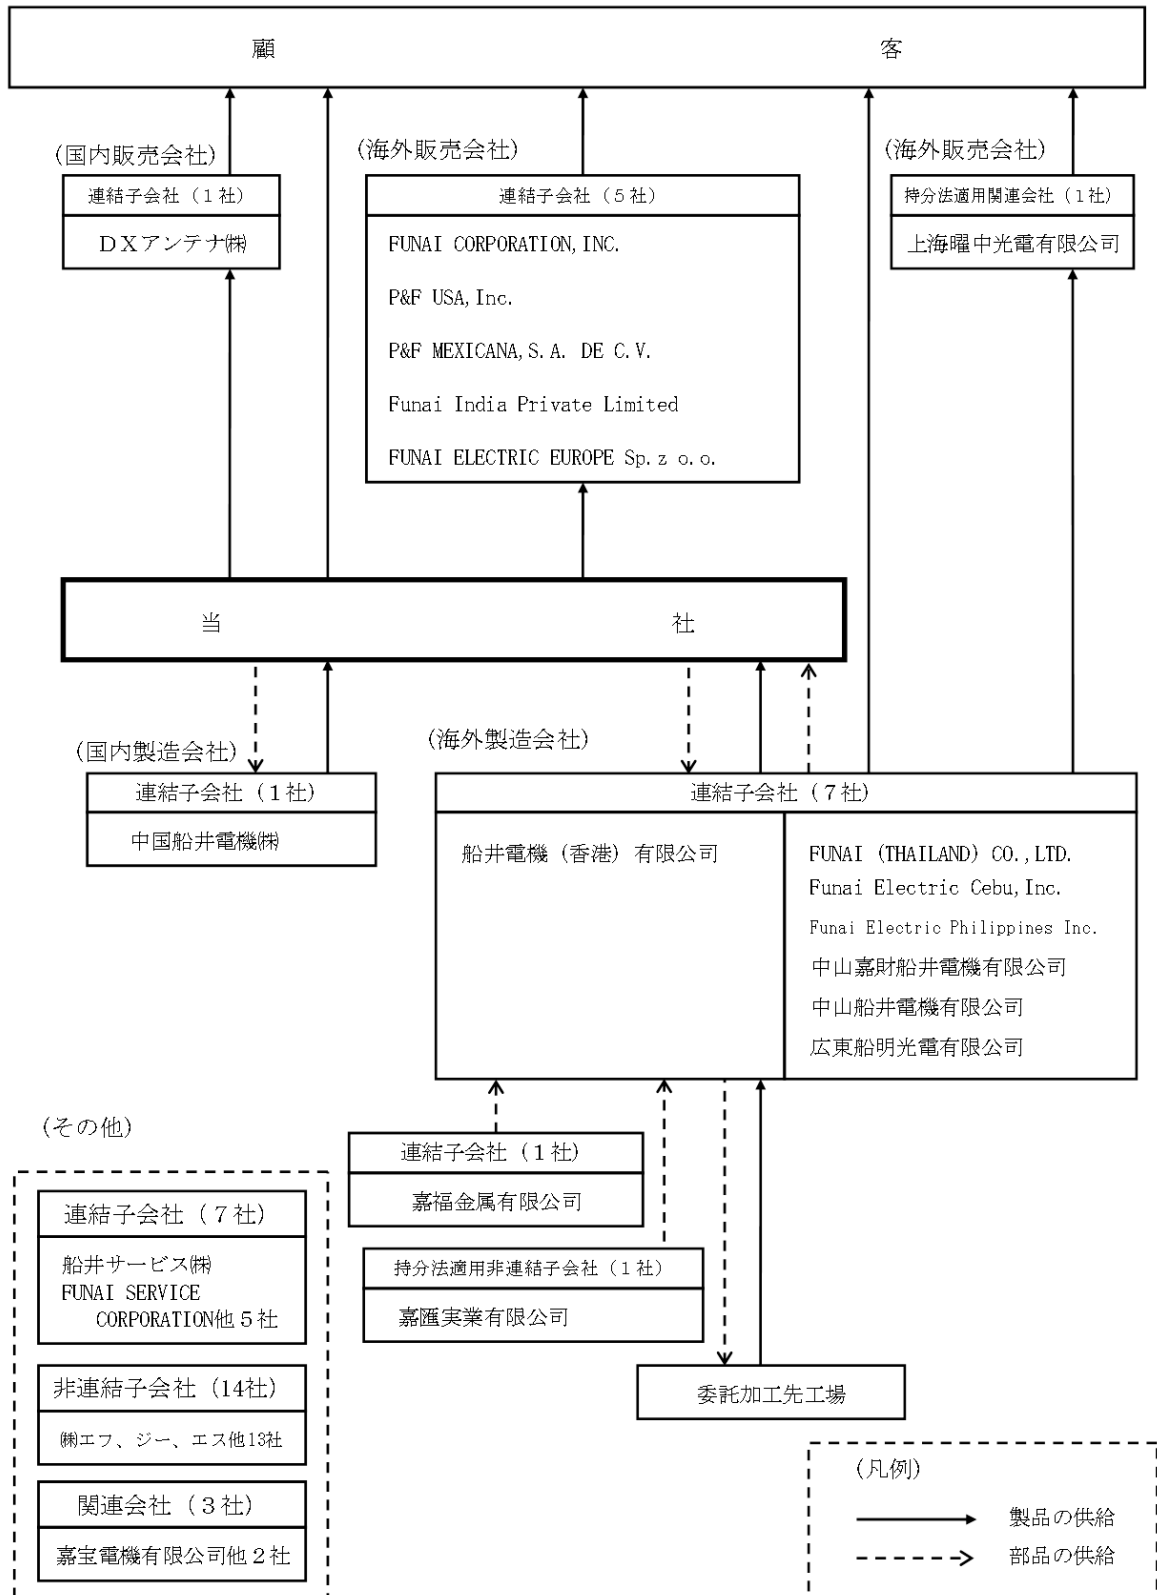 顧客
(国内販売会社)
連結子会社（１社）
ＤＸアンテナ㈱
(海外販売会社)
連結子会社（５社）
FUNAI CORPORATION,INC.
P&F USA,Inc.
P&F MEXICANA,S.A. DE C.V.
Funai India Private Limited
FUNAI ELECTRIC EUROPE Sp.z o.o.
(海外販売会社)
持分法適用関連会社（１社）
上海曜中光電有限公司
当社
(国内製造会社)
連結子会社（１社）
中国船井電機㈱
(海外製造会社)
連結子会社（７社）
船井電機（香港）有限公司
FUNAI (THAILAND) CO.,LTD.
Funai Electric Cebu,Inc.
Funai Electric Philippines Inc.
中山嘉財船井電機有限公司
中山船井電機有限公司
広東船明光電有限公司
連結子会社（１社）
嘉福金属有限公司
持分法適用非連結子会社（１社）
嘉匯実業有限公司
委託加工先工場
(その他)
連結子会社（７社）
船井サービス㈱
FUNAI SERVICE
CORPORATION他５社
非連結子会社（14社）
㈱エフ、ジー、エス他13社
関連会社（３社）
嘉宝電機有限公司他２社
(凡例)
製品の供給
部品の供給